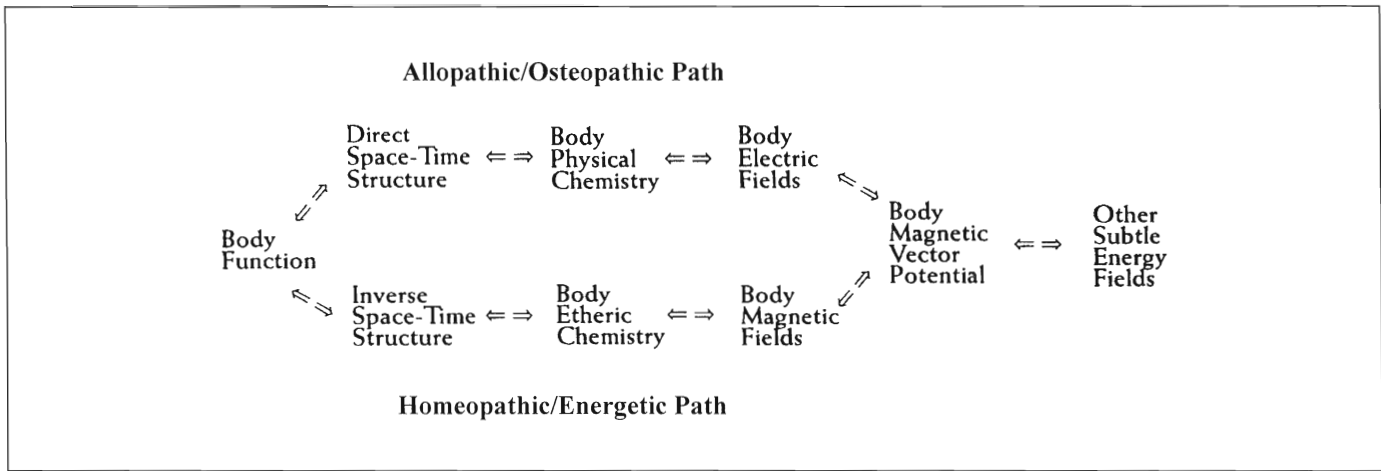 Allopathic/Osteopathic Path
Direct
Space-Time
Structure
⇐ ⇒
Body
Physical
Chemistry
⇐ ⇒
Body
Electric
Fields
Body
Function
Body
Magnetic
Vector
Potential
⇐ ⇒
Other
Subtle
Energy
Fields
Inverse
Space-Time
Structure
⇐ ⇒
Body
Etheric
Chemistry
⇐ ⇒
Body
Magnetic
Fields
Homeopathic/Energetic Path